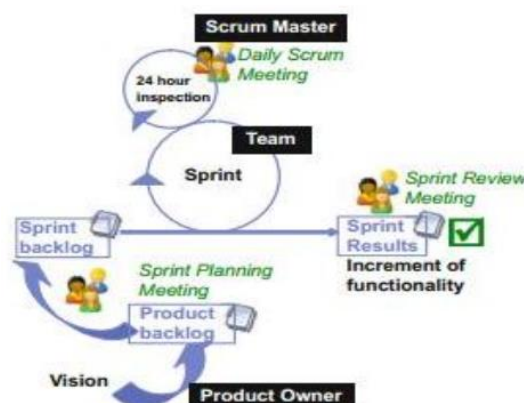 Scrum Master
Daily Scrum
Meeting
24 hour
inspection
Team
Sprint
Sprint Review
Meeting
Sprint
backlog
Sprint
Results
Increment of
functionality
Sprint Planning
Meeting
Product
backlog
Vision
Product Owner